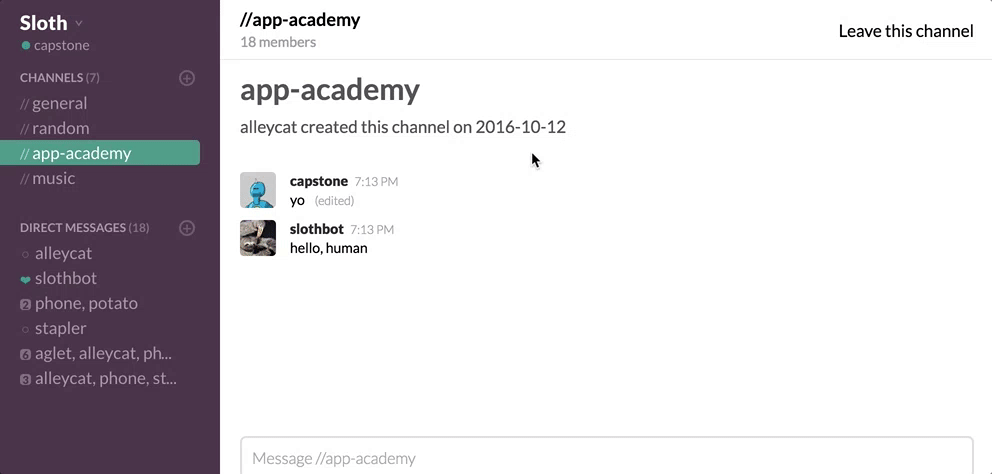 Sloth
capstone
CHANNELS (7)
// general
// random
// app-academy
// music
DIRECT MESSAGES (18)
alleycat
slothbot
2 phone, potato
stapler
6 aglet, alleycat, ph...
3 alleycat, phone, st...
//app-academy
18 members
Leave this channel
app-academy
alleycat created this channel on 2016-10-12
capstone 7:13 PM
yo (edited)
slothbot 7:13 PM
hello, human
Message //app-academy